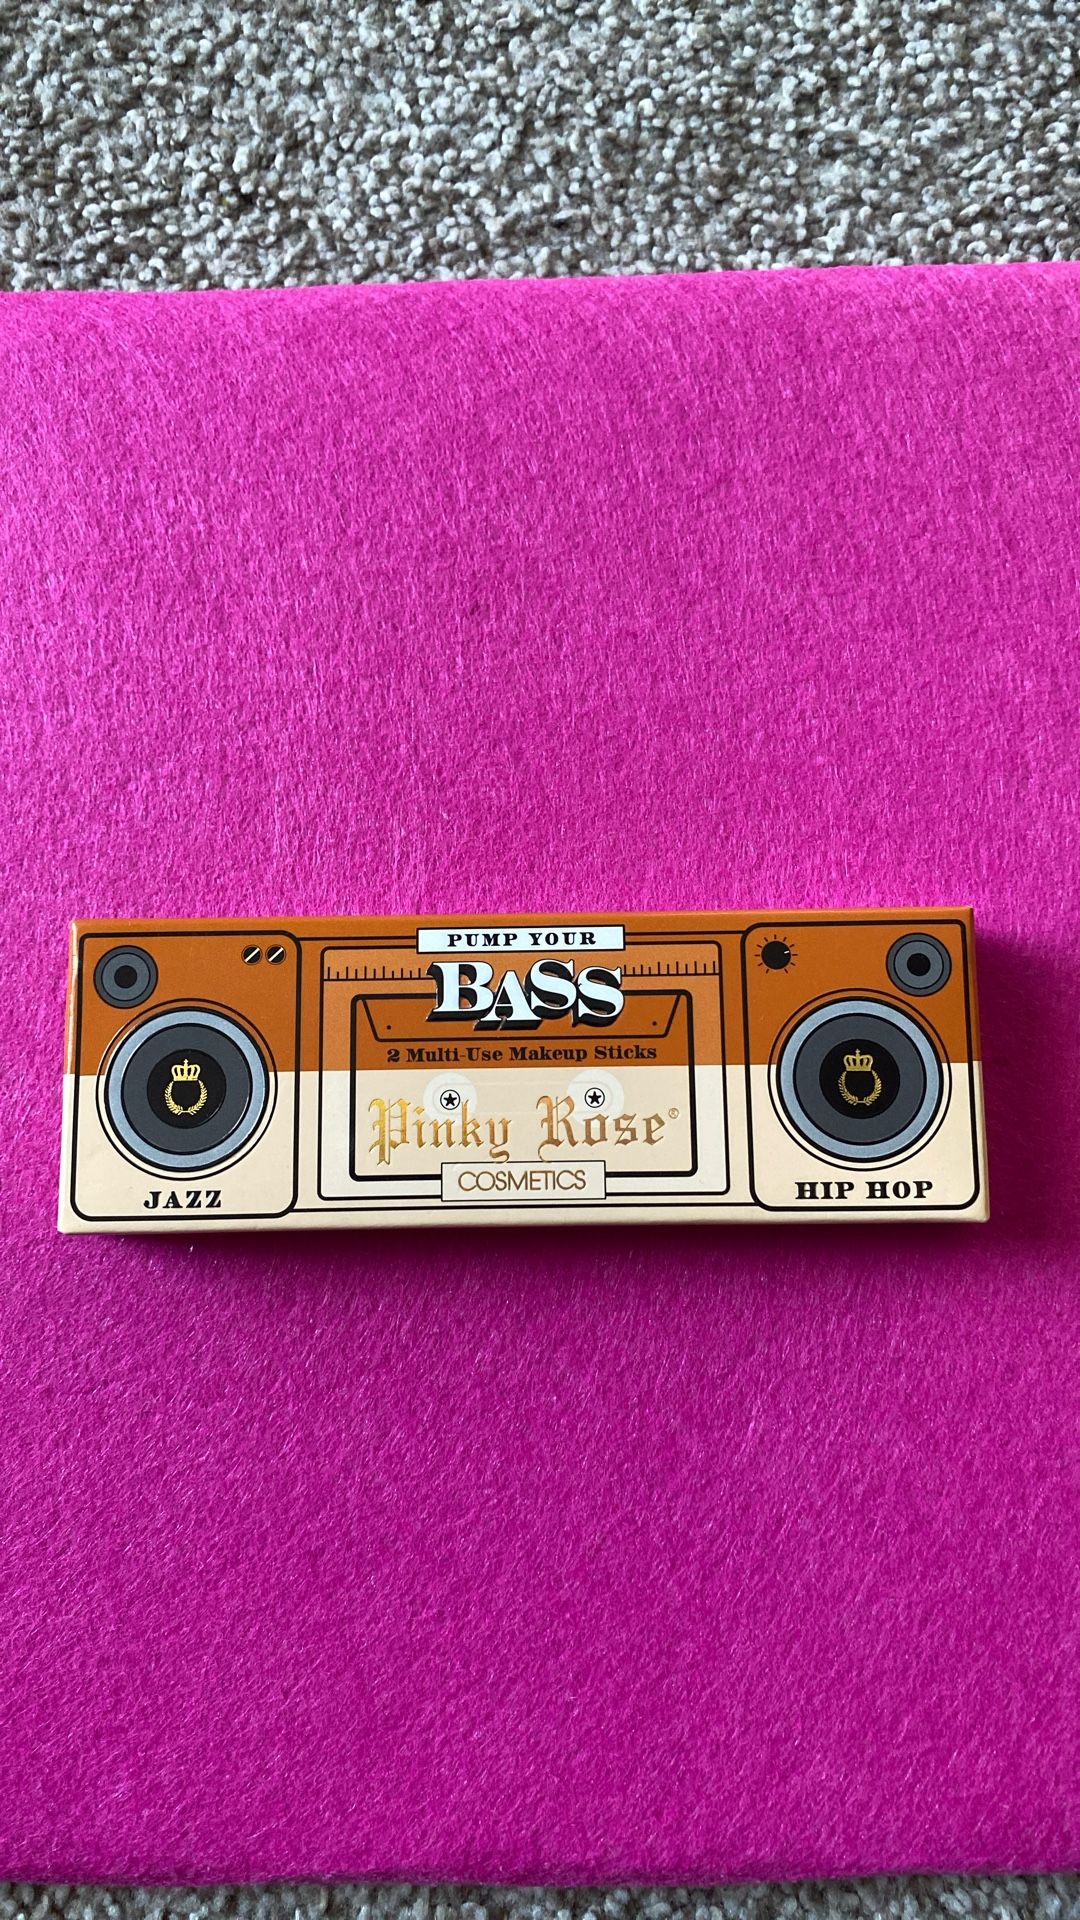 PUMP YOUR
BASS
2 Multi-Use Makeup Sticks
Pinky Rose®
COSMETICS
JAZZ
HIP HOP